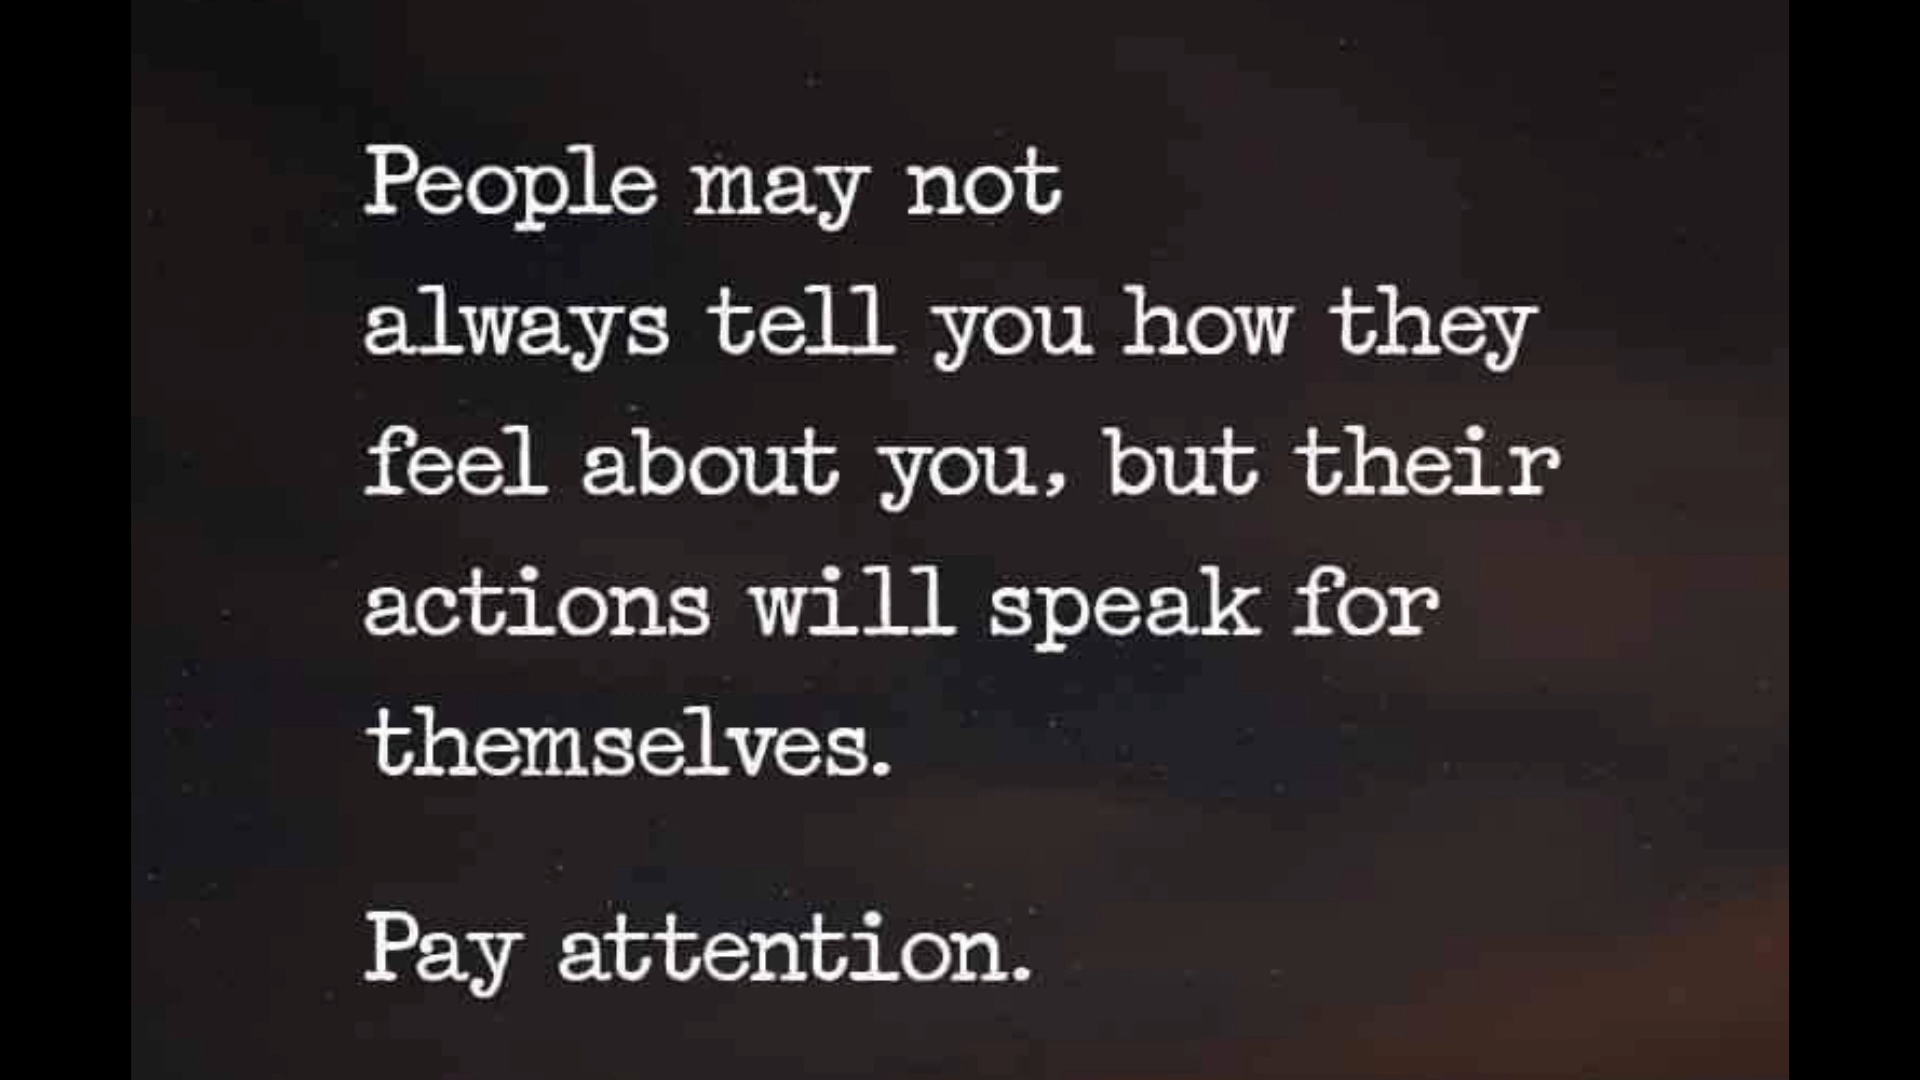 People may not
always tell you how they
feel about you, but their
actions will speak for
themselves.
Pay attention.